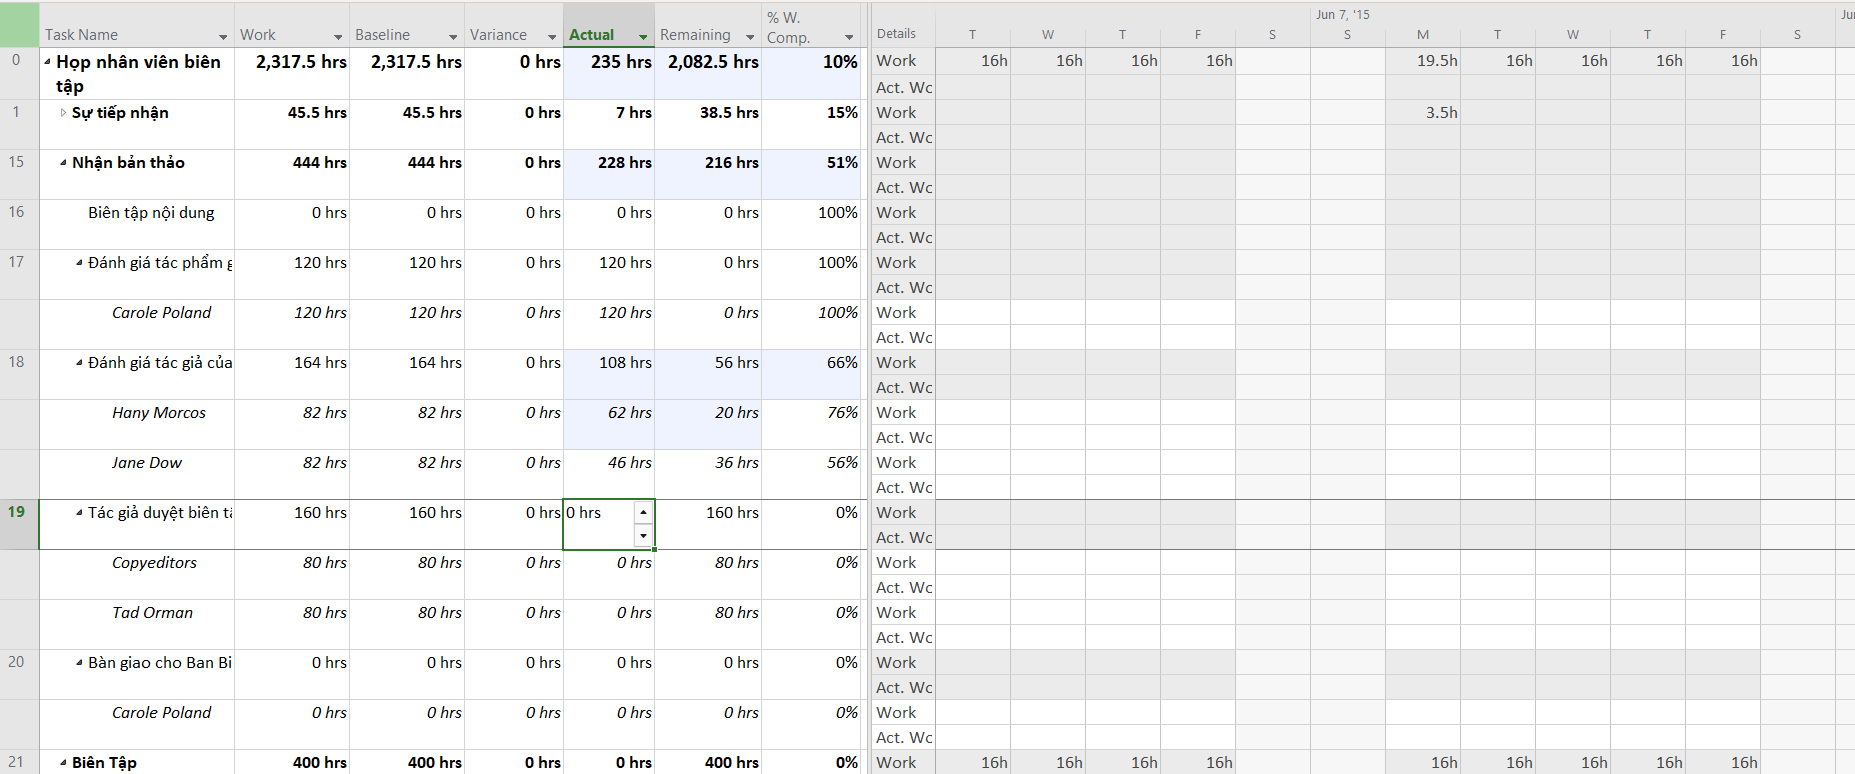 Task Name Work Baseline Variance Actual Remaining % W. Comp. Details Jun 7, '15 Ju
T W T F S S M T W T F S
0 Họp nhân viên biên tập 2,317.5 hrs 2,317.5 hrs 0 hrs 235 hrs 2,082.5 hrs 10% Work 16h 16h 16h 16h 19.5h 16h 16h 16h 16h
Act. Wc
1 Sự tiếp nhận 45.5 hrs 45.5 hrs 0 hrs 7 hrs 38.5 hrs 15% Work 3.5h
Act. Wc
15 Nhận bản thảo 444 hrs 444 hrs 0 hrs 228 hrs 216 hrs 51% Work
Act. Wc
16 Biên tập nội dung 0 hrs 0 hrs 0 hrs 0 hrs 0 hrs 100% Work
Act. Wc
17 Đánh giá tác phẩm g 120 hrs 120 hrs 0 hrs 120 hrs 0 hrs 100% Work
Act. Wc
Carole Poland 120 hrs 120 hrs 0 hrs 120 hrs 0 hrs 100% Work
Act. Wc
18 Đánh giá tác giả của 164 hrs 164 hrs 0 hrs 108 hrs 56 hrs 66% Work
Act. Wc
Hany Morcos 82 hrs 82 hrs 0 hrs 62 hrs 20 hrs 76% Work
Act. Wc
Jane Dow 82 hrs 82 hrs 0 hrs 46 hrs 36 hrs 56% Work
Act. Wc
19 Tác giả duyệt biên tậ 160 hrs 160 hrs 0 hrs 0 hrs 160 hrs 0% Work
Act. Wc
Copyeditors 80 hrs 80 hrs 0 hrs 0 hrs 80 hrs 0% Work
Act. Wc
Tad Orman 80 hrs 80 hrs 0 hrs 0 hrs 80 hrs 0% Work
Act. Wc
20 Bàn giao cho Ban Bi 0 hrs 0 hrs 0 hrs 0 hrs 0 hrs 0% Work
Act. Wc
Carole Poland 0 hrs 0 hrs 0 hrs 0 hrs 0 hrs 0% Work
Act. Wc
21 Biên Tập 400 hrs 400 hrs 0 hrs 0 hrs 400 hrs 0% Work 16h 16h 16h 16h 16h 16h 16h 16h 16h